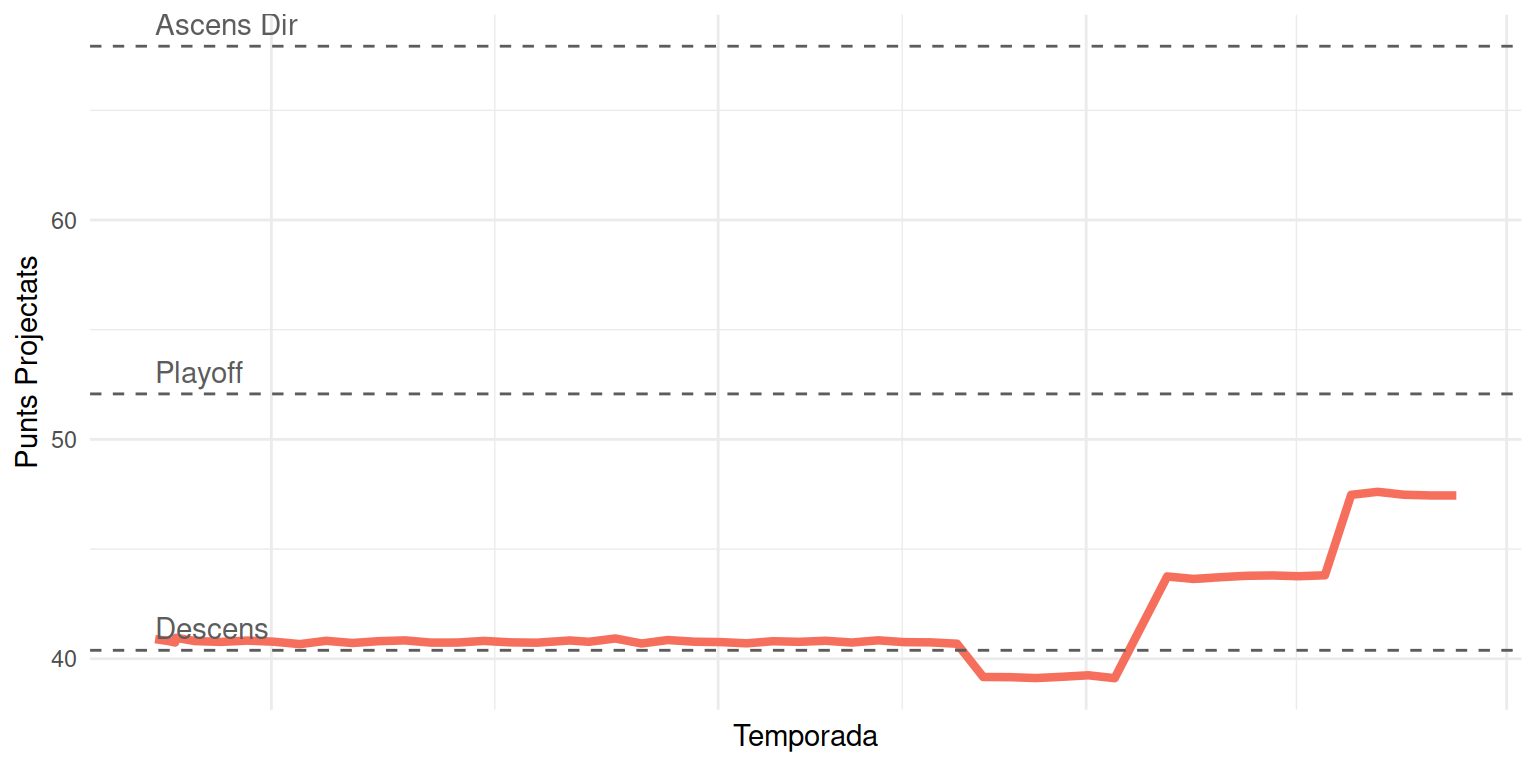 Ascens Dir
60
Playoff
50
Descens
40
Punts Projectats
Temporada